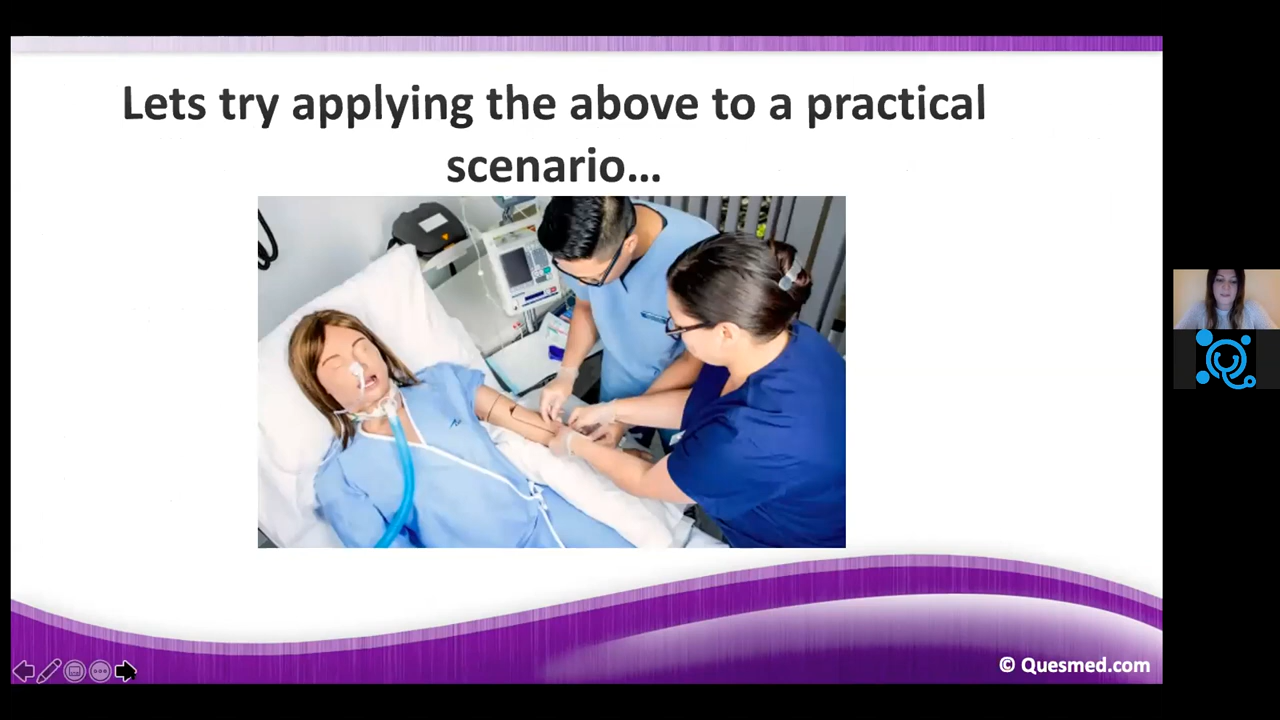 Lets try applying the above to a practical
scenario...
© Quesmed.com